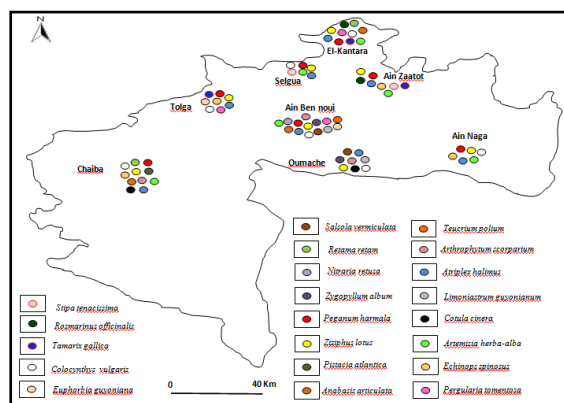 N
El-Kantara
Selgua
Ain Zaatot
Tolga
Ain Ben noui
Ain Naga
Chaiba
Oumache
Salsola vermiculata
Teucrium polium
Retama retam
Arthrophytum scorparium
Nitraria retusa
Atriplex halimus
Zygopyllum album
Limoniastrum guyonianum
Stipa tenacissima
Peganum harmala
Cotula cinera
Rosmarinus officinalis
Ziziphus lotus
Artemisia herba-alba
Tamarix gallica
Colocynthys vulgaris
Pistacia atlantica
Echinops spinosus
Euphorbia guyoniana
0 40 Km
Anabasis articulata
Pergularia tomentosa